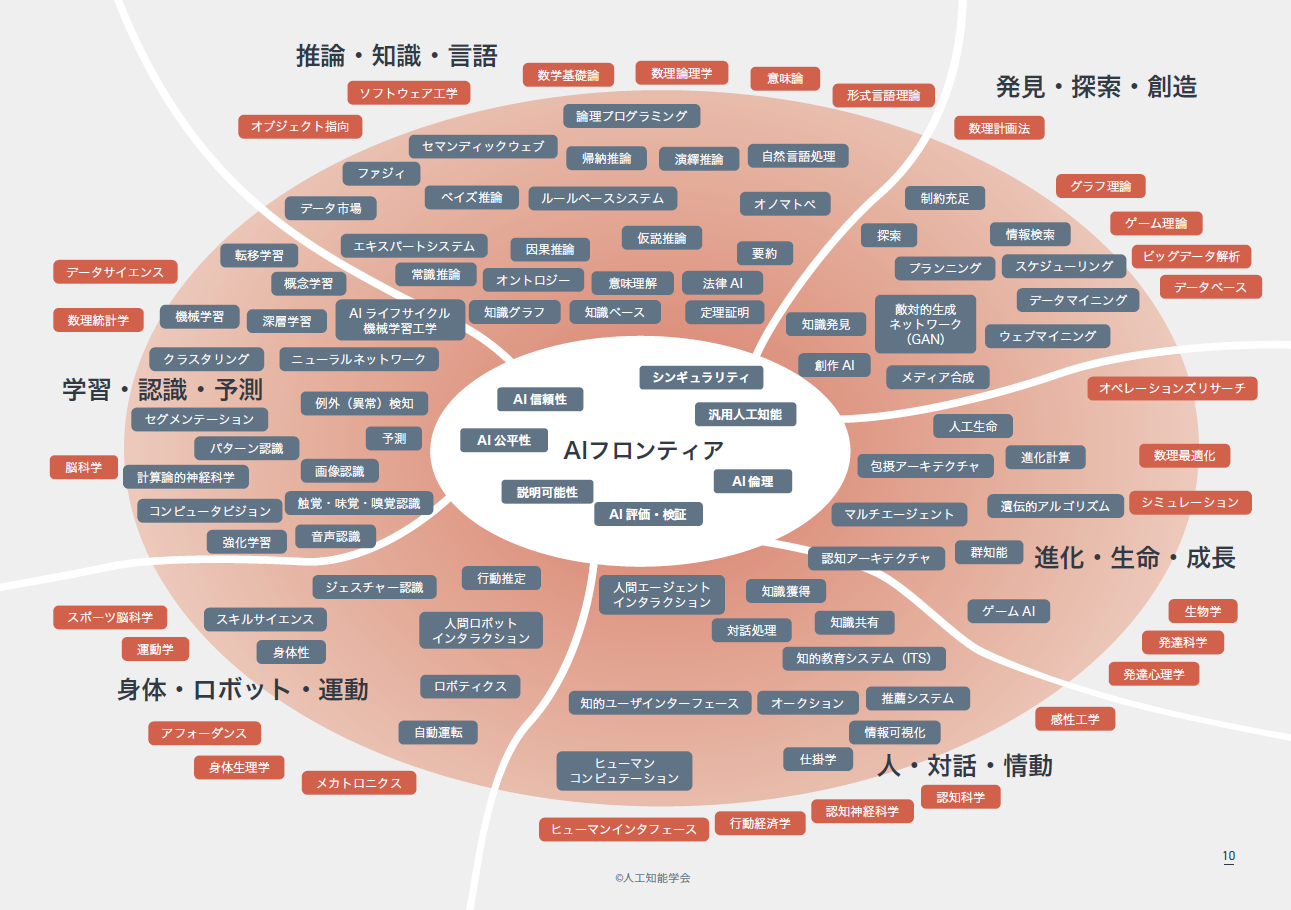 推論・知識・言語
数学基礎論
数理論理学
意味論
形式言語理論
ソフトウェア工学
オブジェクト指向
論理プログラミング
セマンティックウェブ
帰納推論
演繹推論
自然言語処理
ファジィ
ベイズ推論
ルールベースシステム
オノマトペ
データ市場
エキスパートシステム
因果推論
仮説推論
要約
常識推論
オントロジー
意味理解
法律 AI
知識グラフ
知識ベース
定理証明
発見・探索・創造
数理計画法
グラフ理論
ゲーム理論
ビッグデータ解析
データベース
制約充足
探索
情報検索
プランニング
スケジューリング
データマイニング
知識発見
敵対的生成
ネットワーク
（GAN）
ウェブマイニング
創作 AI
メディア合成
学習・認識・予測
データサイエンス
数理統計学
脳科学
転移学習
概念学習
機械学習
深層学習
AI ライフサイクル
機械学習工学
クラスタリング
ニューラルネットワーク
例外（異常）検知
セグメンテーション
予測
パターン認識
画像認識
計算論的神経科学
触覚・味覚・嗅覚認識
コンピュータビジョン
強化学習
音声認識
AIフロンティア
シンギュラリティ
AI 信頼性
汎用人工知能
AI 公平性
AI 倫理
説明可能性
AI 評価・検証
進化・生命・成長
オペレーションズリサーチ
数理最適化
シミュレーション
生物学
発達科学
発達心理学
人工生命
包摂アーキテクチャ
進化計算
マルチエージェント
遺伝的アルゴリズム
認知アーキテクチャ
群知能
ゲーム AI
身体・ロボット・運動
スポーツ脳科学
運動学
アフォーダンス
身体生理学
メカトロニクス
ジェスチャー認識
行動推定
スキルサイエンス
人間ロボット
インタラクション
身体性
ロボティクス
自動運転
人・対話・情動
人間エージェント
インタラクション
知識獲得
対話処理
知識共有
知的教育システム（ITS）
知的ユーザインターフェース
オークション
推薦システム
情報可視化
仕掛学
ヒューマン
コンピュテーション
感性工学
認知科学
認知神経科学
行動経済学
ヒューマンインタフェース
10
©人工知能学会